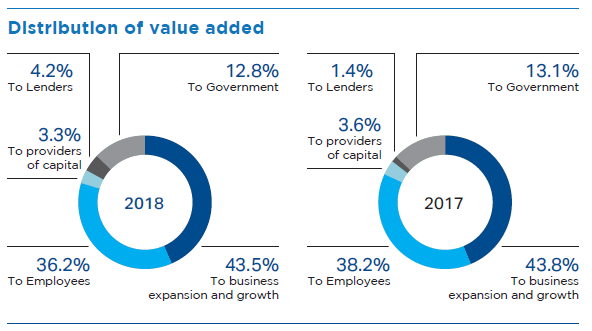 Distribution of value added
4.2%
To Lenders
12.8%
To Government
3.3%
To providers
of capital
2018
36.2%
To Employees
43.5%
To business
expansion and growth
1.4%
To Lenders
13.1%
To Government
3.6%
To providers
of capital
2017
38.2%
To Employees
43.8%
To business
expansion and growth